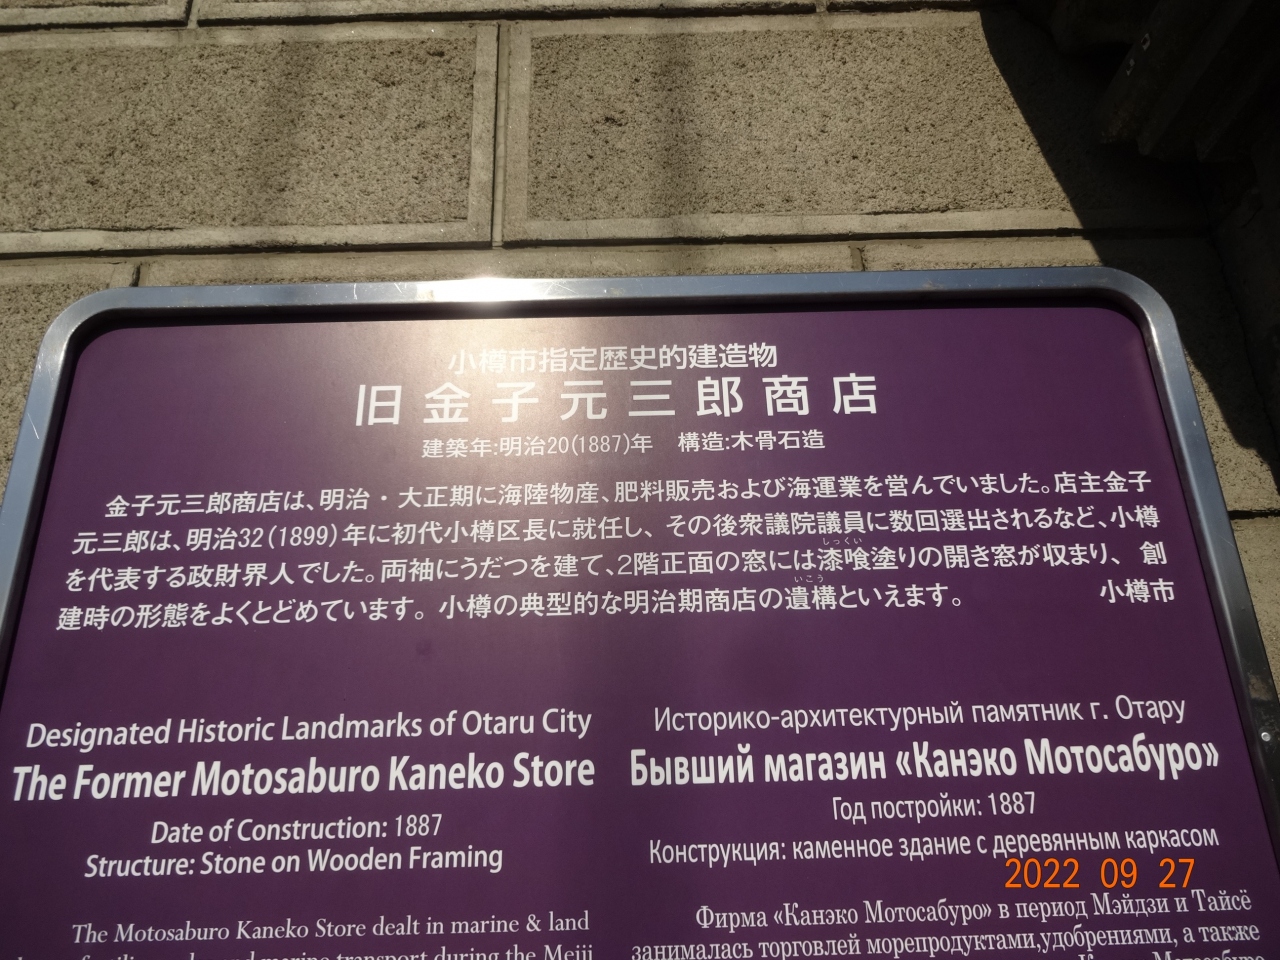 小樽市指定歴史的建造物
旧金子元三郎商店
建築年:明治20(1887)年　構造:木骨石造
金子元三郎商店は、明治・大正期に海陸物産、肥料販売および海運業を営んでいました。店主金子
元三郎は、明治32(1899)年に初代小樽区長に就任し、その後衆議院議員に数回選出されるなど、小樽
を代表する政財界人でした。両袖にうだつを建て、2階正面の窓には漆喰塗りの開き窓が収まり、創
しっくい
建時の形態をよくとどめています。小樽の典型的な明治期商店の遺構といえます。
いこう
小樽市
Designated Historic Landmarks of Otaru City
The Former Motosaburo Kaneko Store
Date of Construction: 1887
Structure: Stone on Wooden Framing
The Motosaburo Kaneko Store dealt in marine & land
transport during the Meiji
Историко-архитектурный памятник г. Отару
Бывший магазин «Канэко Мотосабуро»
Год постройки: 1887
Конструкция: каменное здание с деревянным каркасом
Фирма «Канэко Мотосабуро» в период Мэйдзи и Тайсё
занималась торговлей морепродуктами,удобрениями, а также
2022 09 27